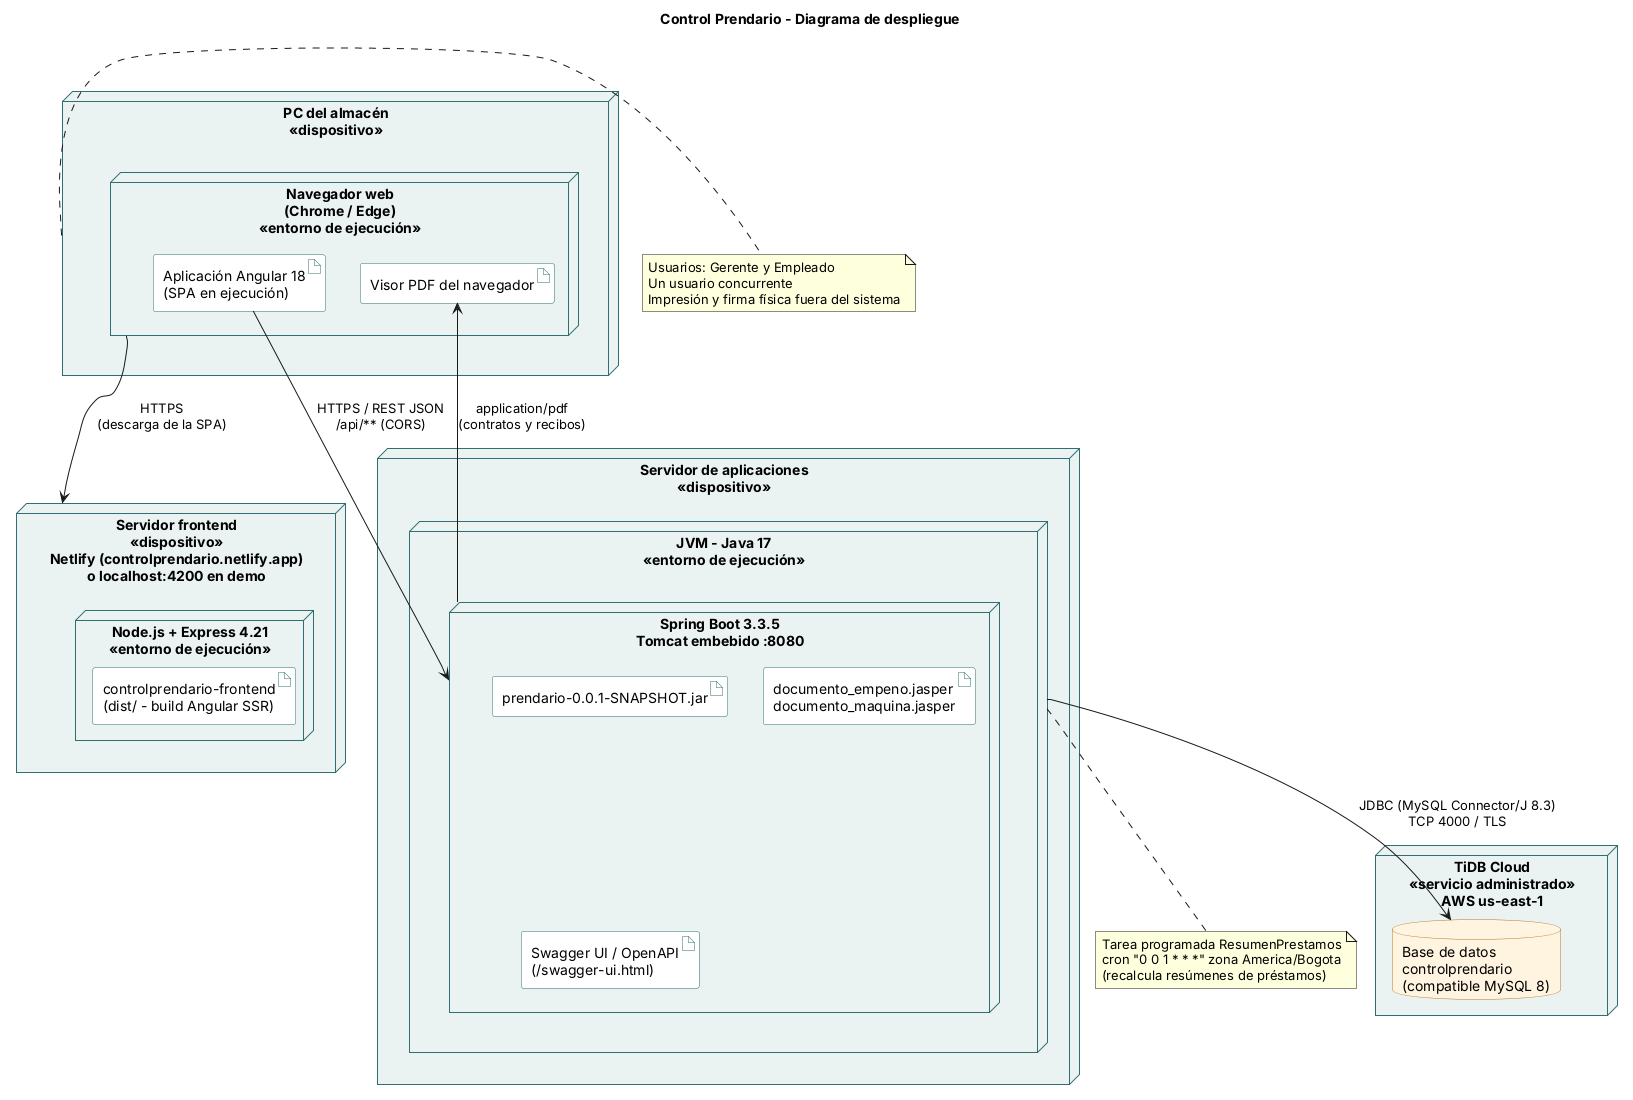 Control Prendario - Diagrama de despliegue
PC del almacén
«dispositivo»
Navegador web
(Chrome / Edge)
«entorno de ejecución»
Aplicación Angular 18
(SPA en ejecución)
Visor PDF del navegador
Usuarios: Gerente y Empleado
Un usuario concurrente
Impresión y firma física fuera del sistema
HTTPS
(descarga de la SPA)
HTTPS / REST JSON
/api/** (CORS)
application/pdf
(contratos y recibos)
Servidor frontend
«dispositivo»
Netlify (controlprendario.netlify.app)
o localhost:4200 en demo
Node.js + Express 4.21
«entorno de ejecución»
controlprendario-frontend
(dist/ - build Angular SSR)
Servidor de aplicaciones
«dispositivo»
JVM - Java 17
«entorno de ejecución»
Spring Boot 3.3.5
Tomcat embebido :8080
prendario-0.0.1-SNAPSHOT.jar
documento_empeno.jasper
documento_maquina.jasper
Swagger UI / OpenAPI
(/swagger-ui.html)
JDBC (MySQL Connector/J 8.3)
TCP 4000 / TLS
Tarea programada ResumenPrestamos
cron "0 0 1 * * *" zona America/Bogota
(recalcula resúmenes de préstamos)
TiDB Cloud
«servicio administrado»
AWS us-east-1
Base de datos
controlprendario
(compatible MySQL 8)